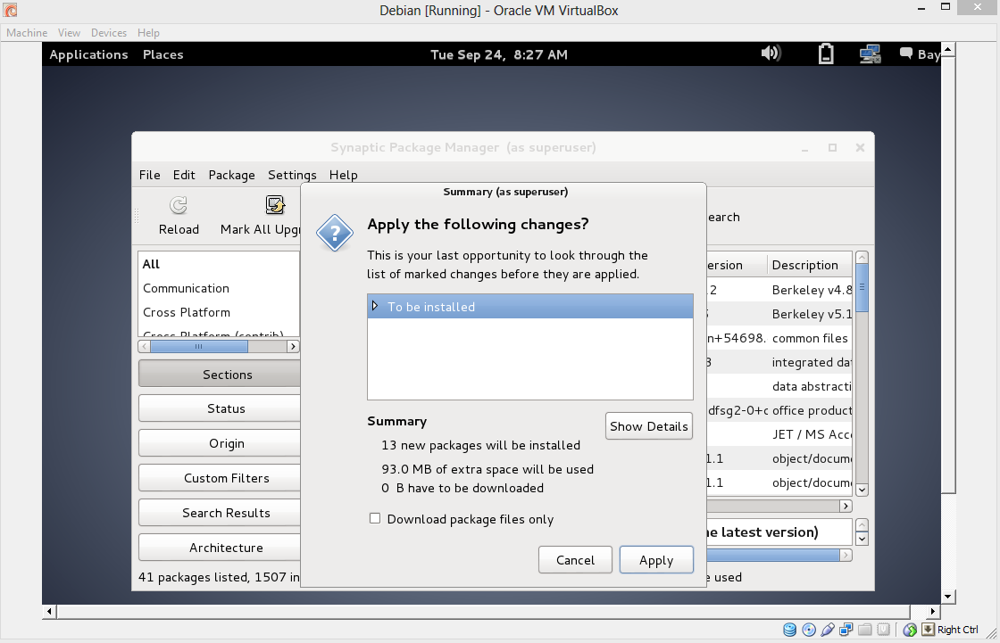 Debian [Running] - Oracle VM VirtualBox
Machine View Devices Help
Applications Places Tue Sep 24, 8:27 AM Bay
Synaptic Package Manager (as superuser)
File Edit Package Settings Help
Summary (as superuser)
Reload Mark All Upgr
earch
Apply the following changes?
This is your last opportunity to look through the
list of marked changes before they are applied.
To be installed
All
Communication
Cross Platform
Cross Platform (contrib)
Sections
Status
Origin
Custom Filters
Search Results
Architecture
ersion Description
.2 Berkeley v4.8
Berkeley v5.1
n+54698. common files
3 integrated dat
data abstracti
dfsg2-0+c office product
JET / MS Acce
1.1 object/docume
1.1 object/docume
Summary
Show Details
13 new packages will be installed
93.0 MB of extra space will be used
0 B have to be downloaded
Download package files only
Cancel Apply
ne latest version)
41 packages listed, 1507 in
e used
Right Ctrl